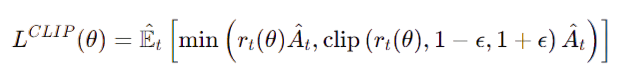 L^{CLIP}(θ) = Ê_t [min (r_t(θ)Â_t, clip (r_t(θ), 1 − ϵ, 1 + ϵ) Â_t)]